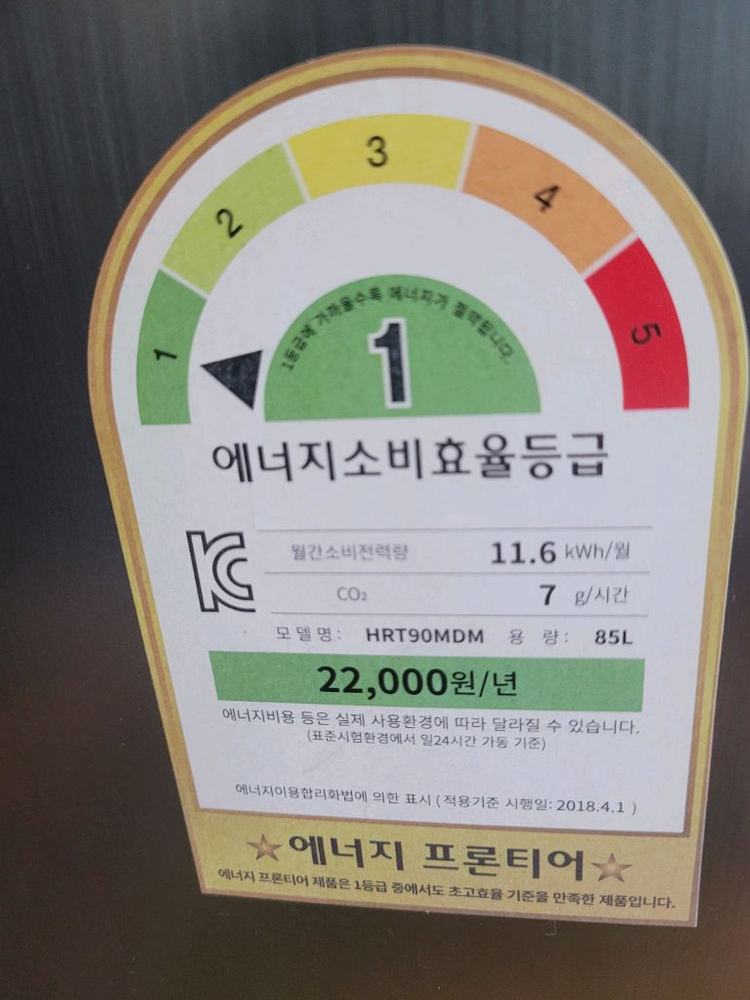 1
2
3
4
5
1등급에 가까울수록 에너지가 절약됩니다.
1
에너지소비효율등급
KC
월간소비전력량 11.6 kWh/월
CO₂ 7 g/시간
모델명: HRT90MDM 용 량: 85L
22,000원/년
에너지비용 등은 실제 사용환경에 따라 달라질 수 있습니다.
(표준시험환경에서 일24시간 가동 기준)
에너지이용합리화법에 의한 표시 (적용기준 시행일: 2018.4.1 )
★에너지 프론티어★
에너지 프론티어 제품은 1등급 중에서도 초고효율 기준을 만족한 제품입니다.